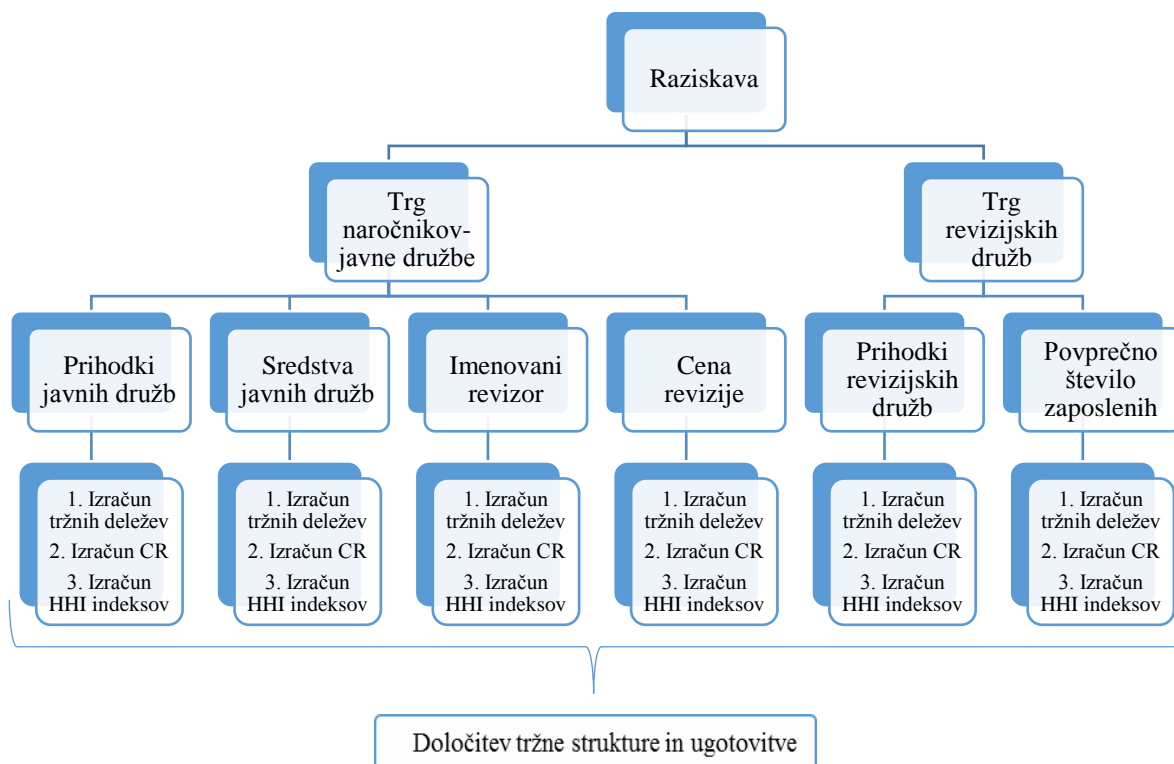 Raziskava
Trg
naročnikov-
javne družbe
Trg
revizijskih
družb
Prihodki
javnih družb
Sredstva
javnih družb
Imenovani
revizor
Cena
revizije
Prihodki
revizijskih
družb
Povprečno
število
zaposlenih
1. Izračun
tržnih deležev
2. Izračun CR
3. Izračun
HHI indeksov
1. Izračun
tržnih deležev
2. Izračun CR
3. Izračun
HHI indeksov
1. Izračun
tržnih deležev
2. Izračun CR
3. Izračun
HHI indeksov
1. Izračun
tržnih deležev
2. Izračun CR
3. Izračun
HHI indeksov
1. Izračun
tržnih deležev
2. Izračun CR
3. Izračun
HHI indeksov
1. Izračun
tržnih deležev
2. Izračun CR
3. Izračun
HHI indeksov
Določitev tržne strukture in ugotovitve